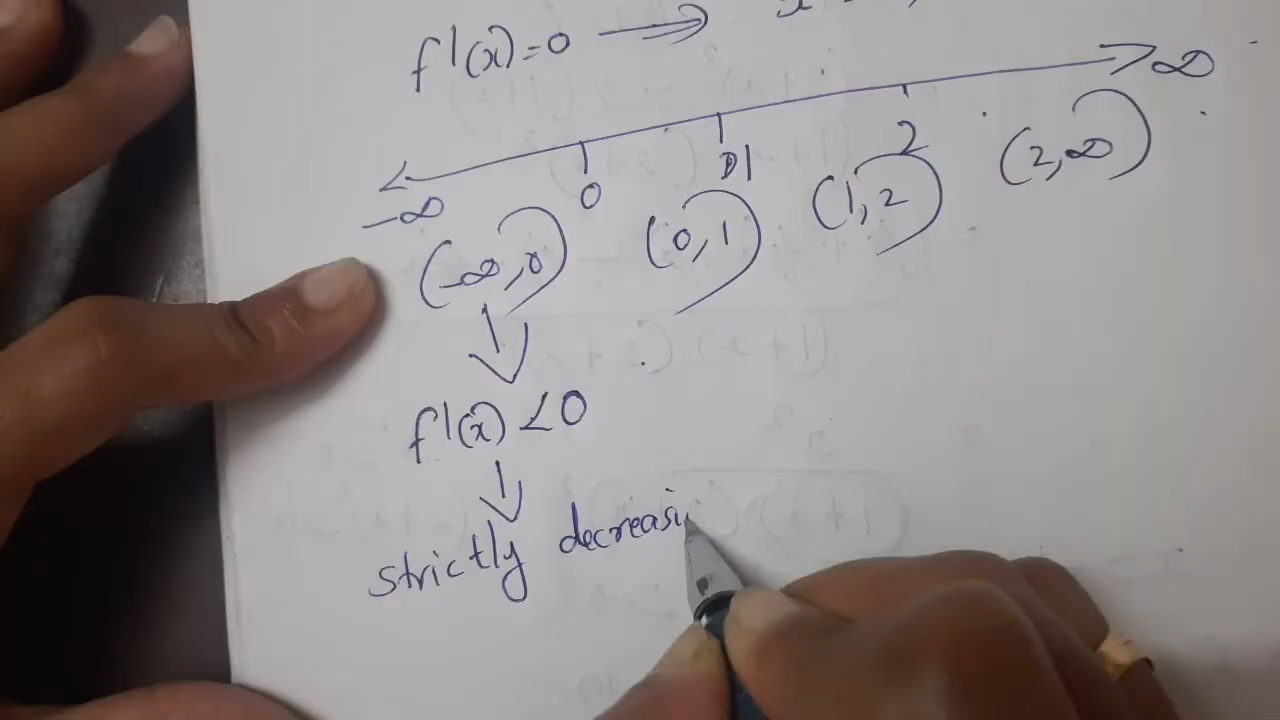 f'(x)=0 ⟹ x
-∞ 0 1 2 ∞
(-∞,0) (0,1) (1,2) (2,∞)
f'(x) <0
strictly decreasi